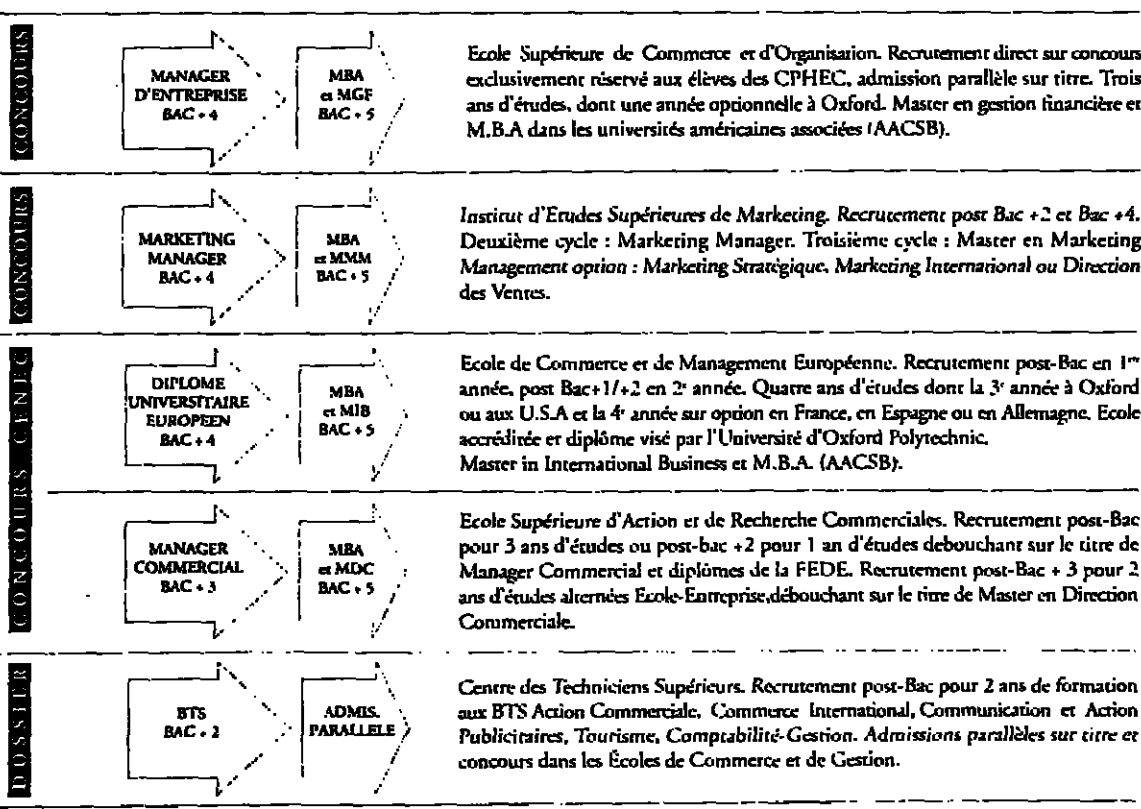 CONCOURS
MANAGER
D'ENTREPRISE
BAC + 4
MBA
et MGF
BAC + 5
Ecole Supérieure de Commerce et d'Organisation. Recrutement direct sur concours
exclusivement réservé aux élèves des CPHEC, admission parallèle sur titre. Trois
ans d'études, dont une année optionnelle à Oxford. Master en gestion financière et
M.B.A dans les universités américaines associées (AACSB).
CONCOURS
MARKETING
MANAGER
BAC + 4
MBA
et MMM
BAC + 5
Institut d'Etudes Supérieures de Marketing. Recrutement post Bac +2 et Bac +4.
Deuxième cycle : Marketing Manager. Troisième cycle : Master en Marketing
Management option : Marketing Stratégique, Marketing International ou Direction
des Ventes.
CONCOURS CENEC
DIPLOME
UNIVERSITAIRE
EUROPEEN
BAC + 4
MBA
et MIB
BAC + 5
Ecole de Commerce et de Management Européenne. Recrutement post-Bac en 1re
année, post Bac+1/+2 en 2e année. Quatre ans d'études dont la 3e année à Oxford
ou aux U.S.A et la 4e année sur option en France, en Espagne ou en Allemagne. Ecole
accréditée et diplôme visé par l'Université d'Oxford Polytechnic.
Master in International Business et M.B.A. (AACSB).
MANAGER
COMMERCIAL
BAC + 3
MBA
et MDC
BAC + 5
Ecole Supérieure d'Action et de Recherche Commerciales. Recrutement post-Bac
pour 3 ans d'études ou post-bac +2 pour 1 an d'études debouchant sur le titre de
Manager Commercial et diplômes de la FEDE. Recrutement post-Bac + 3 pour 2
ans d'études alternées Ecole-Entreprise,débouchant sur le titre de Master en Direction
Commerciale.
DOSSIER
BTS
BAC + 2
ADMIS.
PARALLELE
Centre des Techniciens Supérieurs. Recrutement post-Bac pour 2 ans de formation
aux BTS Action Commerciale, Commerce International, Communication et Action
Publicitaires, Tourisme, Comptabilité-Gestion. Admissions parallèles sur titre et
concours dans les Écoles de Commerce et de Gestion.